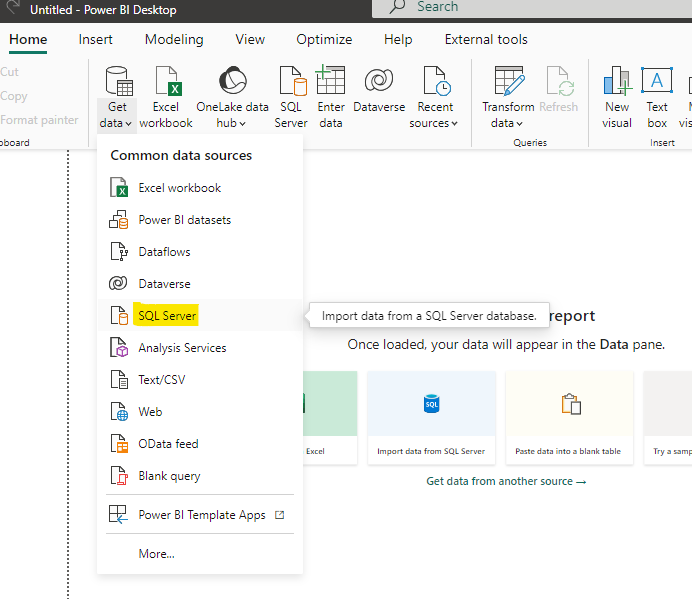 Untitled - Power BI Desktop
Search
Home Insert Modeling View Optimize Help External tools
Cut
Copy
Format painter
Get data
Excel workbook
OneLake data hub
SQL Server
Enter data
Dataverse
Recent sources
Transform data
Refresh
New visual
Text box
Queries
Insert
Common data sources
Excel workbook
Power BI datasets
Dataflows
Dataverse
SQL Server
Import data from a SQL Server database.
report
Analysis Services
Once loaded, your data will appear in the Data pane.
Text/CSV
Web
SQL
OData feed
Excel
Import data from SQL Server
Paste data into a blank table
Try a samp
Blank query
Get data from another source →
Power BI Template Apps
More...